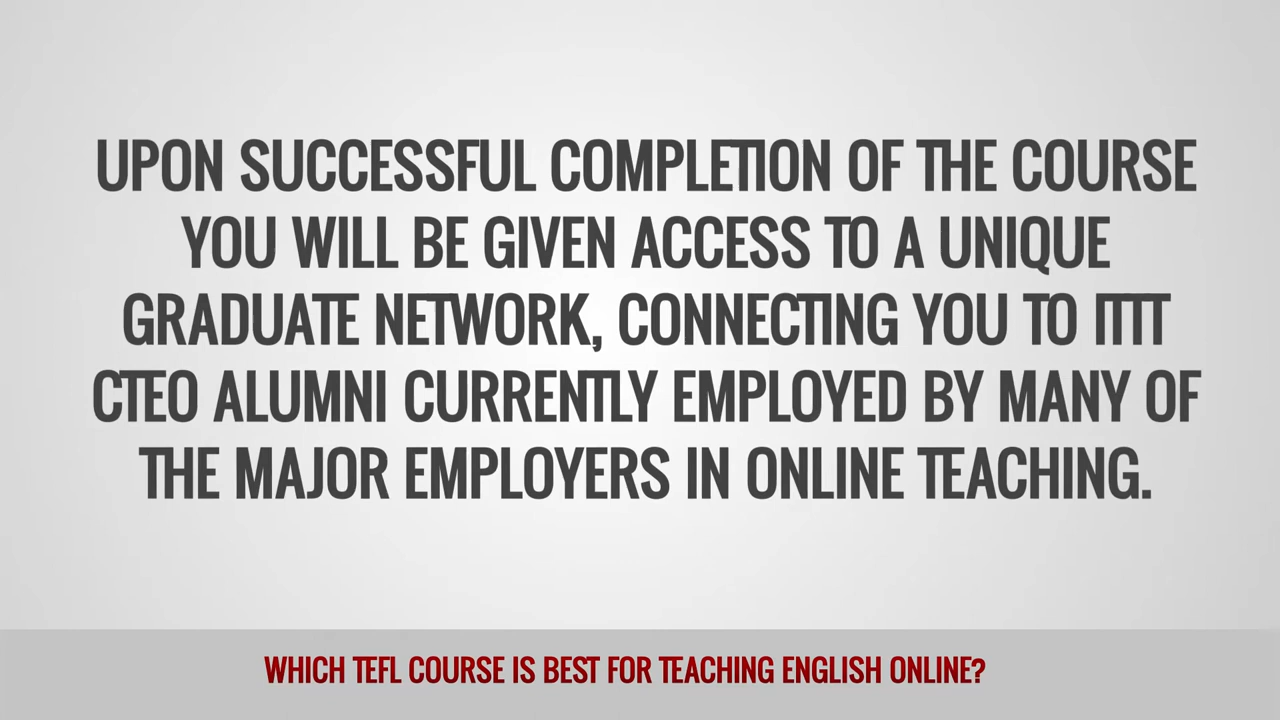 UPON SUCCESSFUL COMPLETION OF THE COURSE
YOU WILL BE GIVEN ACCESS TO A UNIQUE
GRADUATE NETWORK, CONNECTING YOU TO ITTT
CTEO ALUMNI CURRENTLY EMPLOYED BY MANY OF
THE MAJOR EMPLOYERS IN ONLINE TEACHING.
WHICH TEFL COURSE IS BEST FOR TEACHING ENGLISH ONLINE?